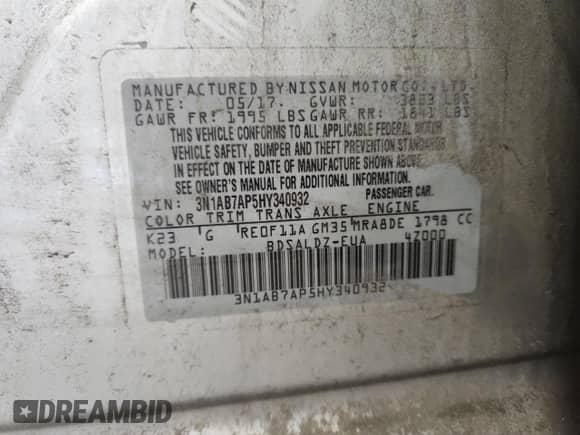 MANUFACTURED BY NISSAN MOTOR CO., LTD.
DATE: 05/17. GVWR: 3803 LBS
GAWR FR: 1995 LBS GAWR RR: 1841 LBS
THIS VEHICLE CONFORMS TO ALL APPLICABLE FEDERAL MOTOR
VEHICLE SAFETY, BUMPER AND THEFT PREVENTION STANDARDS
IN EFFECT ON THE DATE OF MANUFACTURE SHOWN ABOVE.
SEE OWNER'S MANUAL FOR ADDITIONAL INFORMATION.
VIN: 3N1AB7AP5HY340932 PASSENGER CAR.
COLOR TRIM TRANS AXLE ENGINE
K23 'G 'RE0F11A GM35'MRA8DE 1798 CC
MODEL: BDSALDZ-EUA 47000
3N1AB7AP5HY340932
DREAMBID